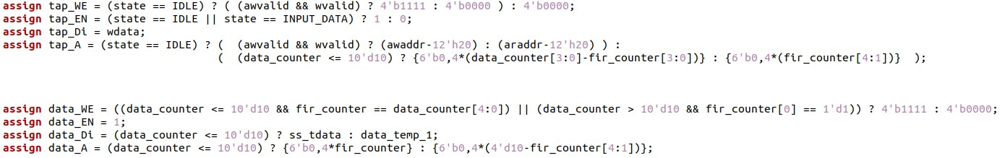 assign tap_WE = (state == IDLE) ? ( (awvalid && wvalid) ? 4'b1111 : 4'b0000 ) : 4'b0000;
assign tap_EN = (state == IDLE || state == INPUT_DATA) ? 1 : 0;
assign tap_Di = wdata;
assign tap_A = (state == IDLE) ? (  (awvalid && wvalid) ? (awaddr-12'h20) : (araddr-12'h20) ) :
(  (data_counter <= 10'd10) ? {6'b0,4*(data_counter[3:0]-fir_counter[3:0])} : {6'b0,4*(fir_counter[4:1])}  );
assign data_WE = ((data_counter <= 10'd10 && fir_counter == data_counter[4:0]) || (data_counter > 10'd10 && fir_counter[0] == 1'd1)) ? 4'b1111 : 4'b0000;
assign data_EN = 1;
assign data_Di = (data_counter <= 10'd10) ? ss_tdata : data_temp_1;
assign data_A = (data_counter <= 10'd10) ? {6'b0,4*fir_counter} : {6'b0,4*(4'd10-fir_counter[4:1])};